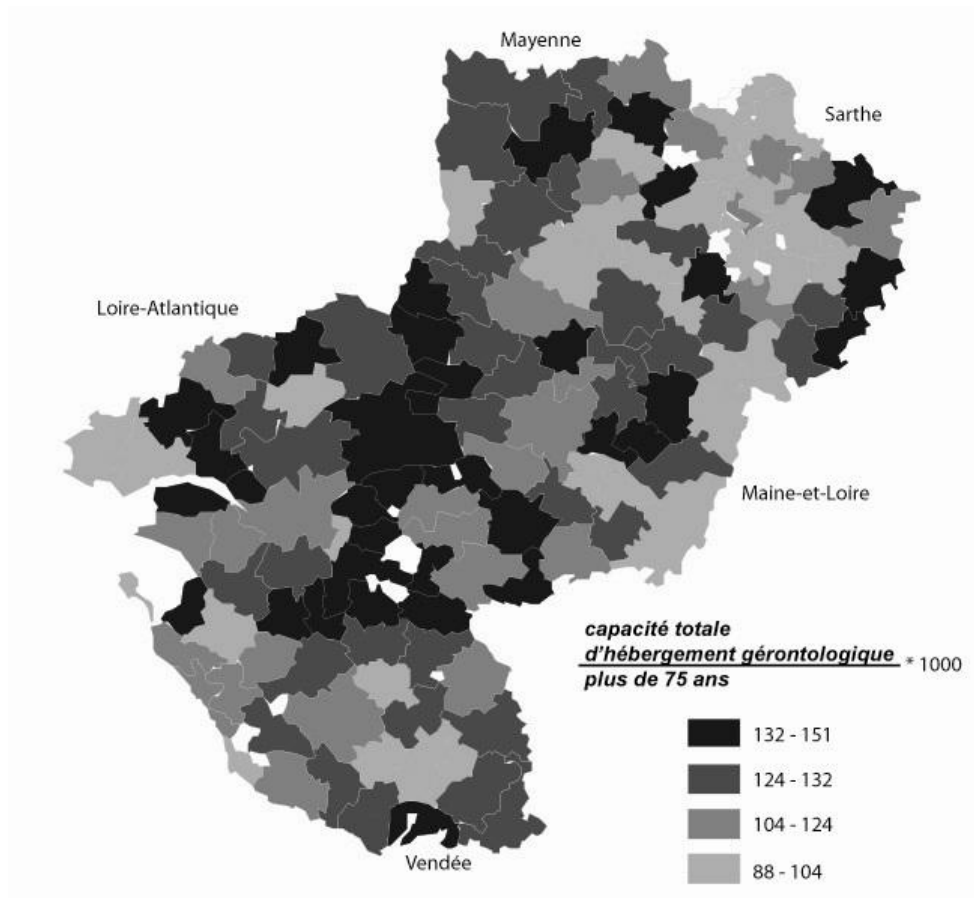 Mayenne
Sarthe
Loire-Atlantique
Maine-et-Loire
capacité totale
d'hébergement gérontologique
plus de 75 ans
* 1000
132 - 151
124 - 132
104 - 124
88 - 104
Vendée